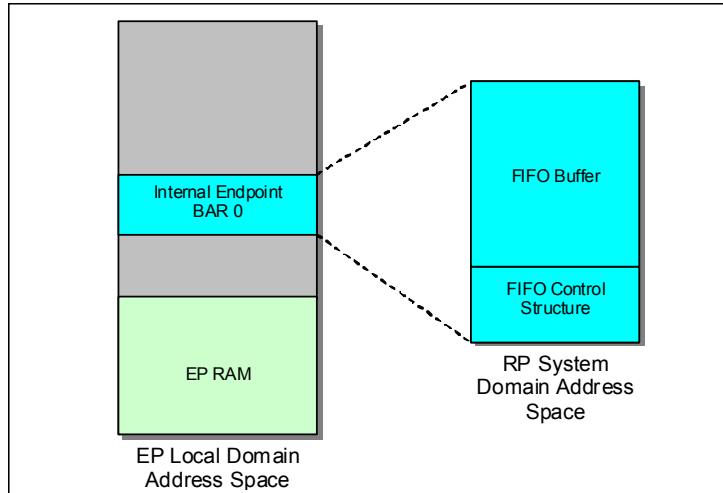 Internal Endpoint
BAR 0
EP RAM
EP Local Domain
Address Space
FIFO Buffer
FIFO Control
Structure
RP System
Domain Address
Space